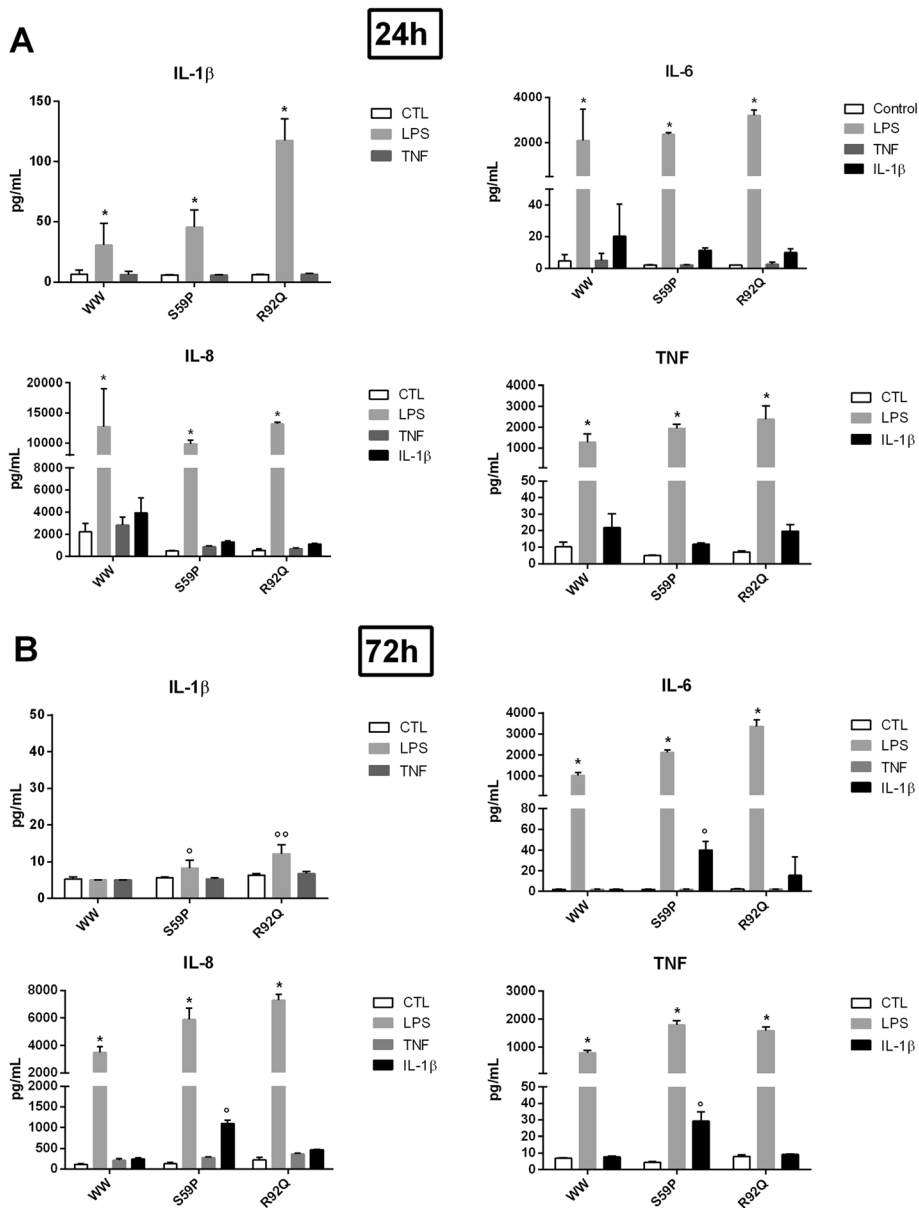 A
24h
IL-1β
pg/mL
150
100
50
0
*
*
*
WW
S59P
R92Q
CTL
LPS
TNF
IL-6
pg/mL
4000
2000
40
20
0
*
*
*
WW
S59P
R92Q
Control
LPS
TNF
IL-1β
IL-8
pg/mL
20000
15000
10000
8000
6000
4000
2000
0
*
*
*
WW
S59P
R92Q
CTL
LPS
TNF
IL-1β
TNF
pg/mL
4000
3000
2000
1000
50
40
30
20
10
0
*
*
*
WW
S59P
R92Q
CTL
LPS
IL-1β
B
72h
IL-1β
pg/mL
50
40
30
20
10
0
°
°°
WW
S59P
R92Q
CTL
LPS
TNF
IL-6
pg/mL
4000
3000
2000
1000
80
60
40
20
0
*
*
°
*
WW
S59P
R92Q
CTL
LPS
TNF
IL-1β
IL-8
pg/mL
8000
6000
4000
2000
2000
1500
1000
500
0
*
*
°
*
WW
S59P
R92Q
CTL
LPS
TNF
IL-1β
TNF
pg/mL
3000
2000
1000
50
40
30
20
10
0
*
*
°
*
WW
S59P
R92Q
CTL
LPS
IL-1β